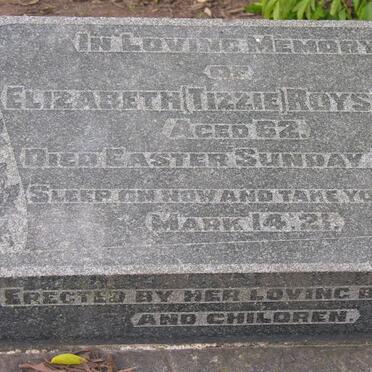 In Loving Memory
of
Elizabeth (Tizzie) Roys
Aged 62.
Died Easter Sunday
Sleep on now and take yo
Mark 14. 21.
Erected by her loving
and children.